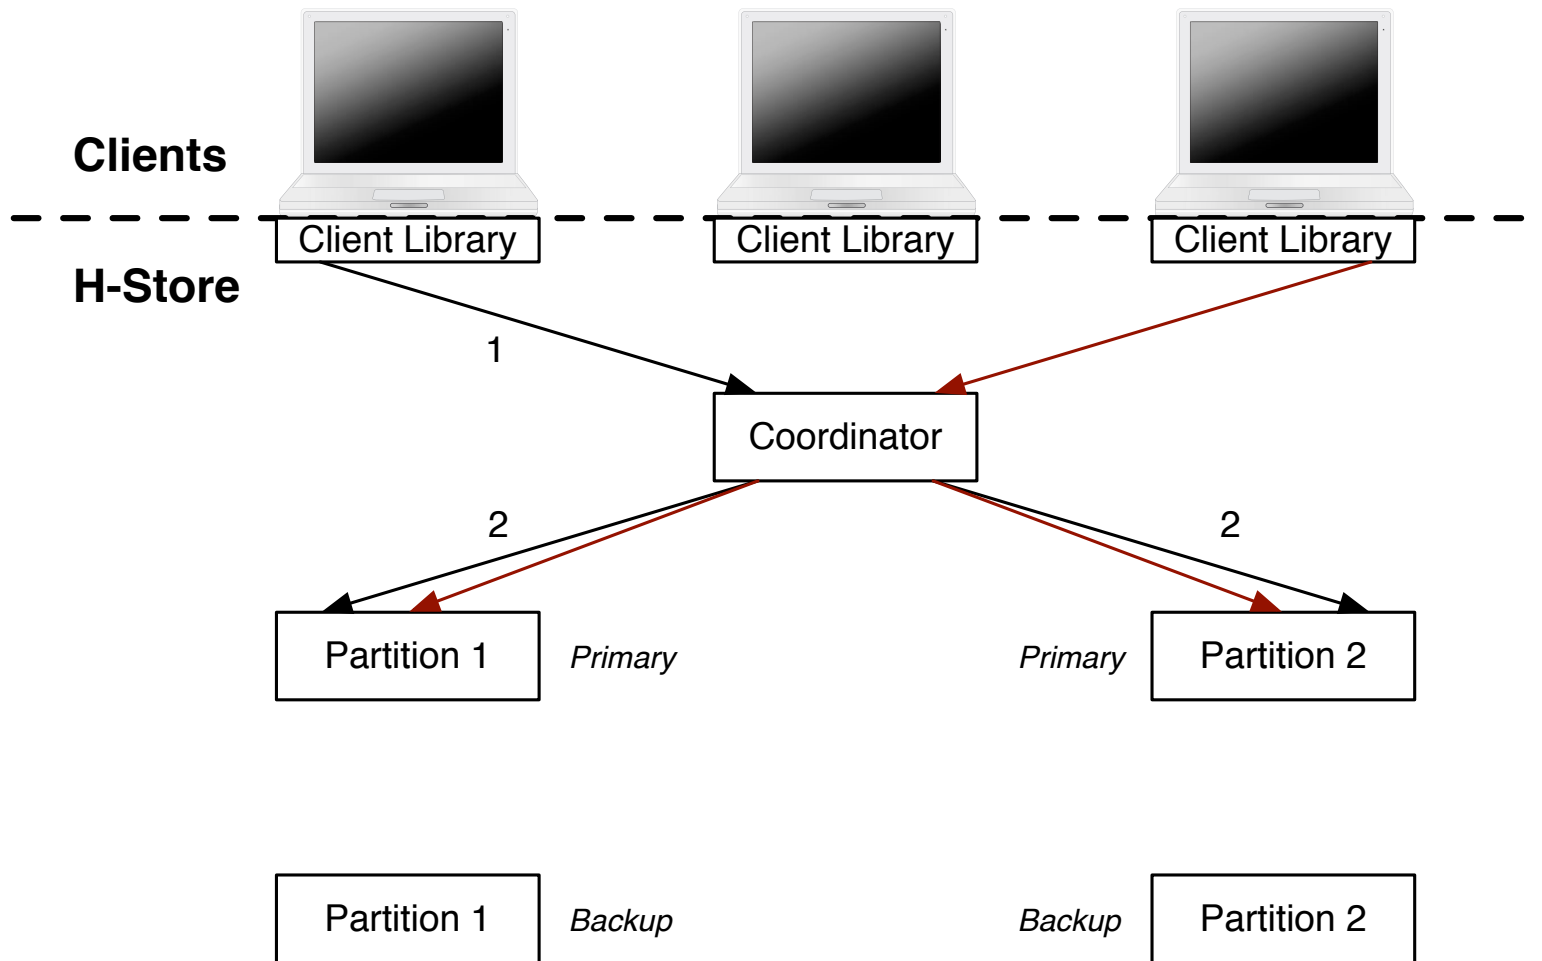 Clients
Client Library
Client Library
Client Library
H-Store
1
Coordinator
2
2
Partition 1
Primary
Primary
Partition 2
Partition 1
Backup
Backup
Partition 2